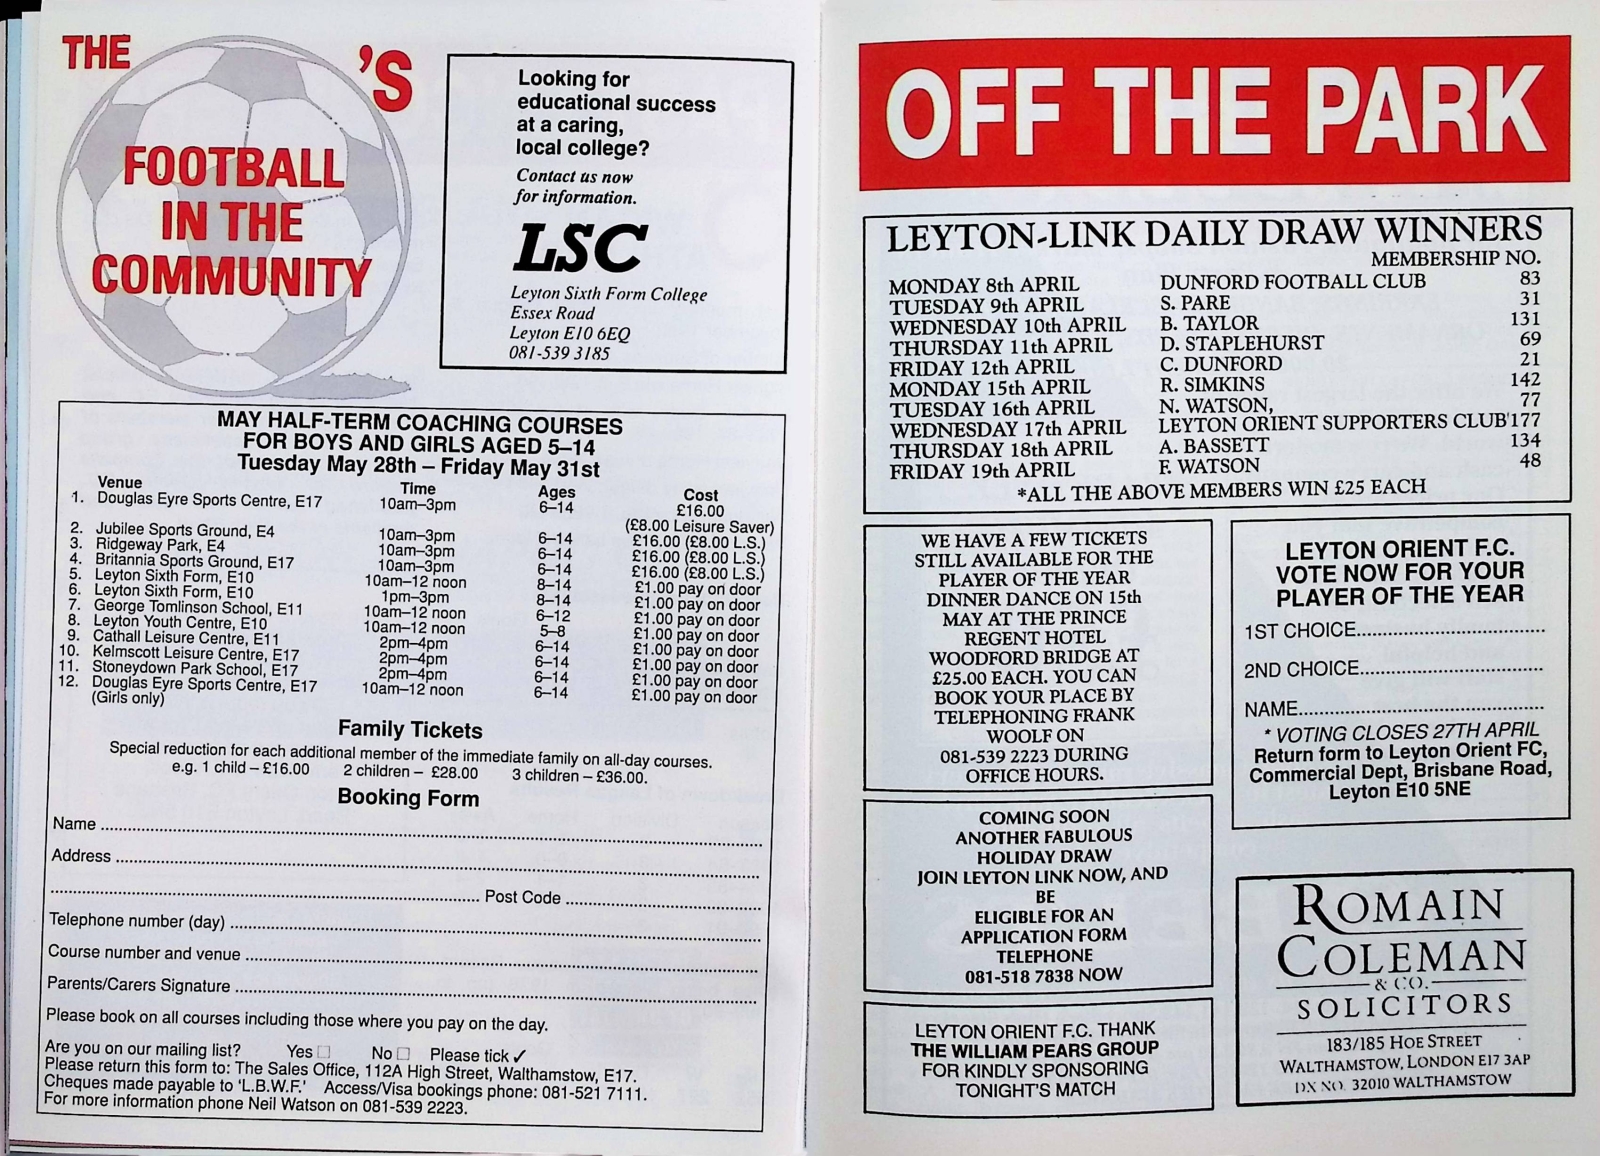 THE 'S
FOOTBALL
IN THE
COMMUNITY
Looking for
educational success
at a caring,
local college?
Contact us now
for information.
LSC
Leyton Sixth Form College
Essex Road
Leyton E10 6EQ
081-539 3185
MAY HALF-TERM COACHING COURSES
FOR BOYS AND GIRLS AGED 5–14
Tuesday May 28th – Friday May 31st
Venue Time Ages Cost
1. Douglas Eyre Sports Centre, E17 10am–3pm 6–14 £16.00
(£8.00 Leisure Saver)
2. Jubilee Sports Ground, E4 10am–3pm 6–14 £16.00 (£8.00 L.S.)
3. Ridgeway Park, E4 10am–3pm 6–14 £16.00 (£8.00 L.S.)
4. Britannia Sports Ground, E17 10am–3pm 6–14 £16.00 (£8.00 L.S.)
5. Leyton Sixth Form, E10 10am–12 noon 8–14 £1.00 pay on door
6. Leyton Sixth Form, E10 1pm–3pm 8–14 £1.00 pay on door
7. George Tomlinson School, E11 10am–12 noon 6–12 £1.00 pay on door
8. Leyton Youth Centre, E10 10am–12 noon 5–8 £1.00 pay on door
9. Cathall Leisure Centre, E11 2pm–4pm 6–14 £1.00 pay on door
10. Kelmscott Leisure Centre, E17 2pm–4pm 6–14 £1.00 pay on door
11. Stoneydown Park School, E17 2pm–4pm 6–14 £1.00 pay on door
12. Douglas Eyre Sports Centre, E17 10am–12 noon 6–14 £1.00 pay on door
(Girls only)
Family Tickets
Special reduction for each additional member of the immediate family on all-day courses.
e.g. 1 child – £16.00 2 children – £28.00 3 children – £36.00.
Booking Form
Name
Address
Post Code
Telephone number (day)
Course number and venue
Parents/Carers Signature
Please book on all courses including those where you pay on the day.
Are you on our mailing list? Yes □ No □ Please tick ✓
Please return this form to: The Sales Office, 112A High Street, Walthamstow, E17.
Cheques made payable to 'L.B.W.F.' Access/Visa bookings phone: 081-521 7111.
For more information phone Neil Watson on 081-539 2223.
OFF THE PARK
LEYTON-LINK DAILY DRAW WINNERS
MEMBERSHIP NO.
MONDAY 8th APRIL DUNFORD FOOTBALL CLUB 83
TUESDAY 9th APRIL S. PARE 31
WEDNESDAY 10th APRIL B. TAYLOR 131
THURSDAY 11th APRIL D. STAPLEHURST 69
FRIDAY 12th APRIL C. DUNFORD 21
MONDAY 15th APRIL R. SIMKINS 142
TUESDAY 16th APRIL N. WATSON, 77
WEDNESDAY 17th APRIL LEYTON ORIENT SUPPORTERS CLUB'177
THURSDAY 18th APRIL A. BASSETT 134
FRIDAY 19th APRIL F. WATSON 48
*ALL THE ABOVE MEMBERS WIN £25 EACH
WE HAVE A FEW TICKETS
STILL AVAILABLE FOR THE
PLAYER OF THE YEAR
DINNER DANCE ON 15th
MAY AT THE PRINCE
REGENT HOTEL
WOODFORD BRIDGE AT
£25.00 EACH. YOU CAN
BOOK YOUR PLACE BY
TELEPHONING FRANK
WOOLF ON
081-539 2223 DURING
OFFICE HOURS.
COMING SOON
ANOTHER FABULOUS
HOLIDAY DRAW
JOIN LEYTON LINK NOW, AND
BE
ELIGIBLE FOR AN
APPLICATION FORM
TELEPHONE
081-518 7838 NOW
LEYTON ORIENT F.C. THANK
THE WILLIAM PEARS GROUP
FOR KINDLY SPONSORING
TONIGHT'S MATCH
LEYTON ORIENT F.C.
VOTE NOW FOR YOUR
PLAYER OF THE YEAR
1ST CHOICE
2ND CHOICE
NAME
* VOTING CLOSES 27TH APRIL
Return form to Leyton Orient FC,
Commercial Dept, Brisbane Road,
Leyton E10 5NE
ROMAIN
COLEMAN
& CO.
SOLICITORS
183/185 HOE STREET
WALTHAMSTOW, LONDON E17 3AP
DX NO. 32010 WALTHAMSTOW